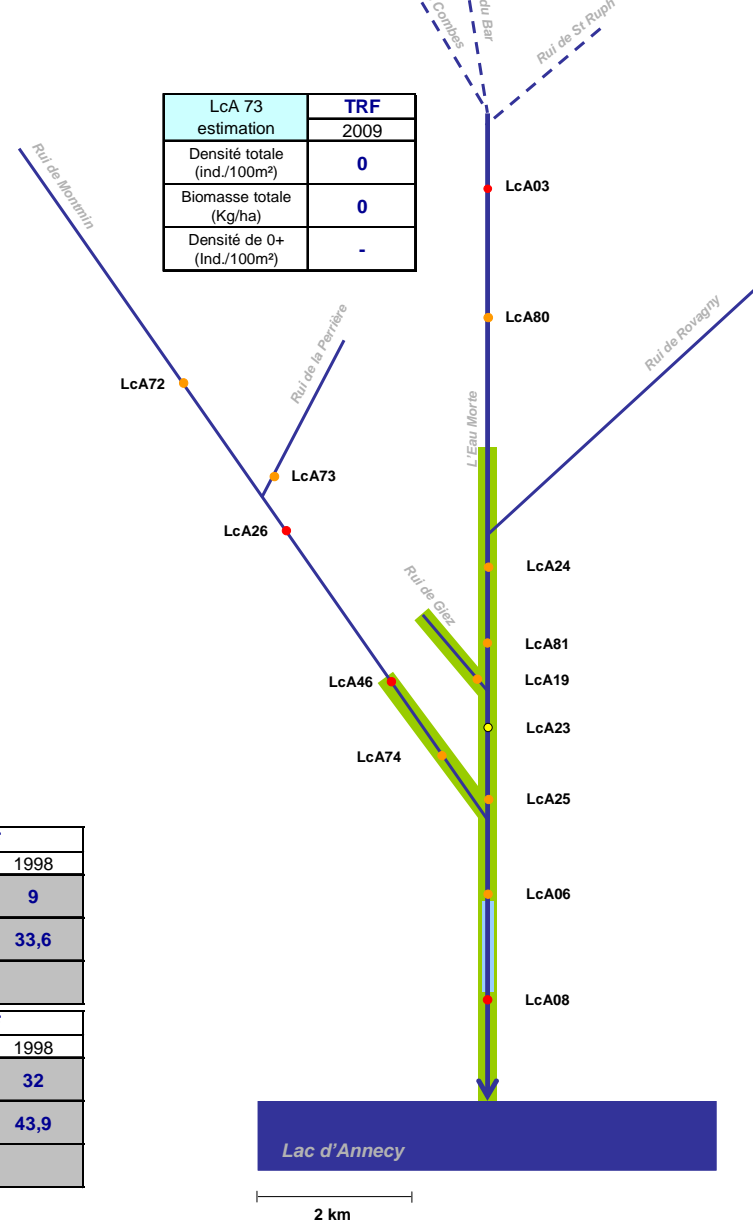 Combes
du Bar
Rui de St Ruph
LcA 73
estimation
TRF
2009
Densité totale
(ind./100m²)
0
Biomasse totale
(Kg/ha)
0
Densité de 0+
(Ind./100m²)
-
Rui de Montmin
LcA03
LcA80
Rui de Rovagny
Rui de la Perrière
LcA72
L'Eau Morte
LcA73
LcA26
LcA24
Rui de Giez
LcA81
LcA46
LcA19
LcA23
LcA74
LcA25
1998
9
33,6
LcA06
LcA08
1998
32
43,9
Lac d'Annecy
2 km